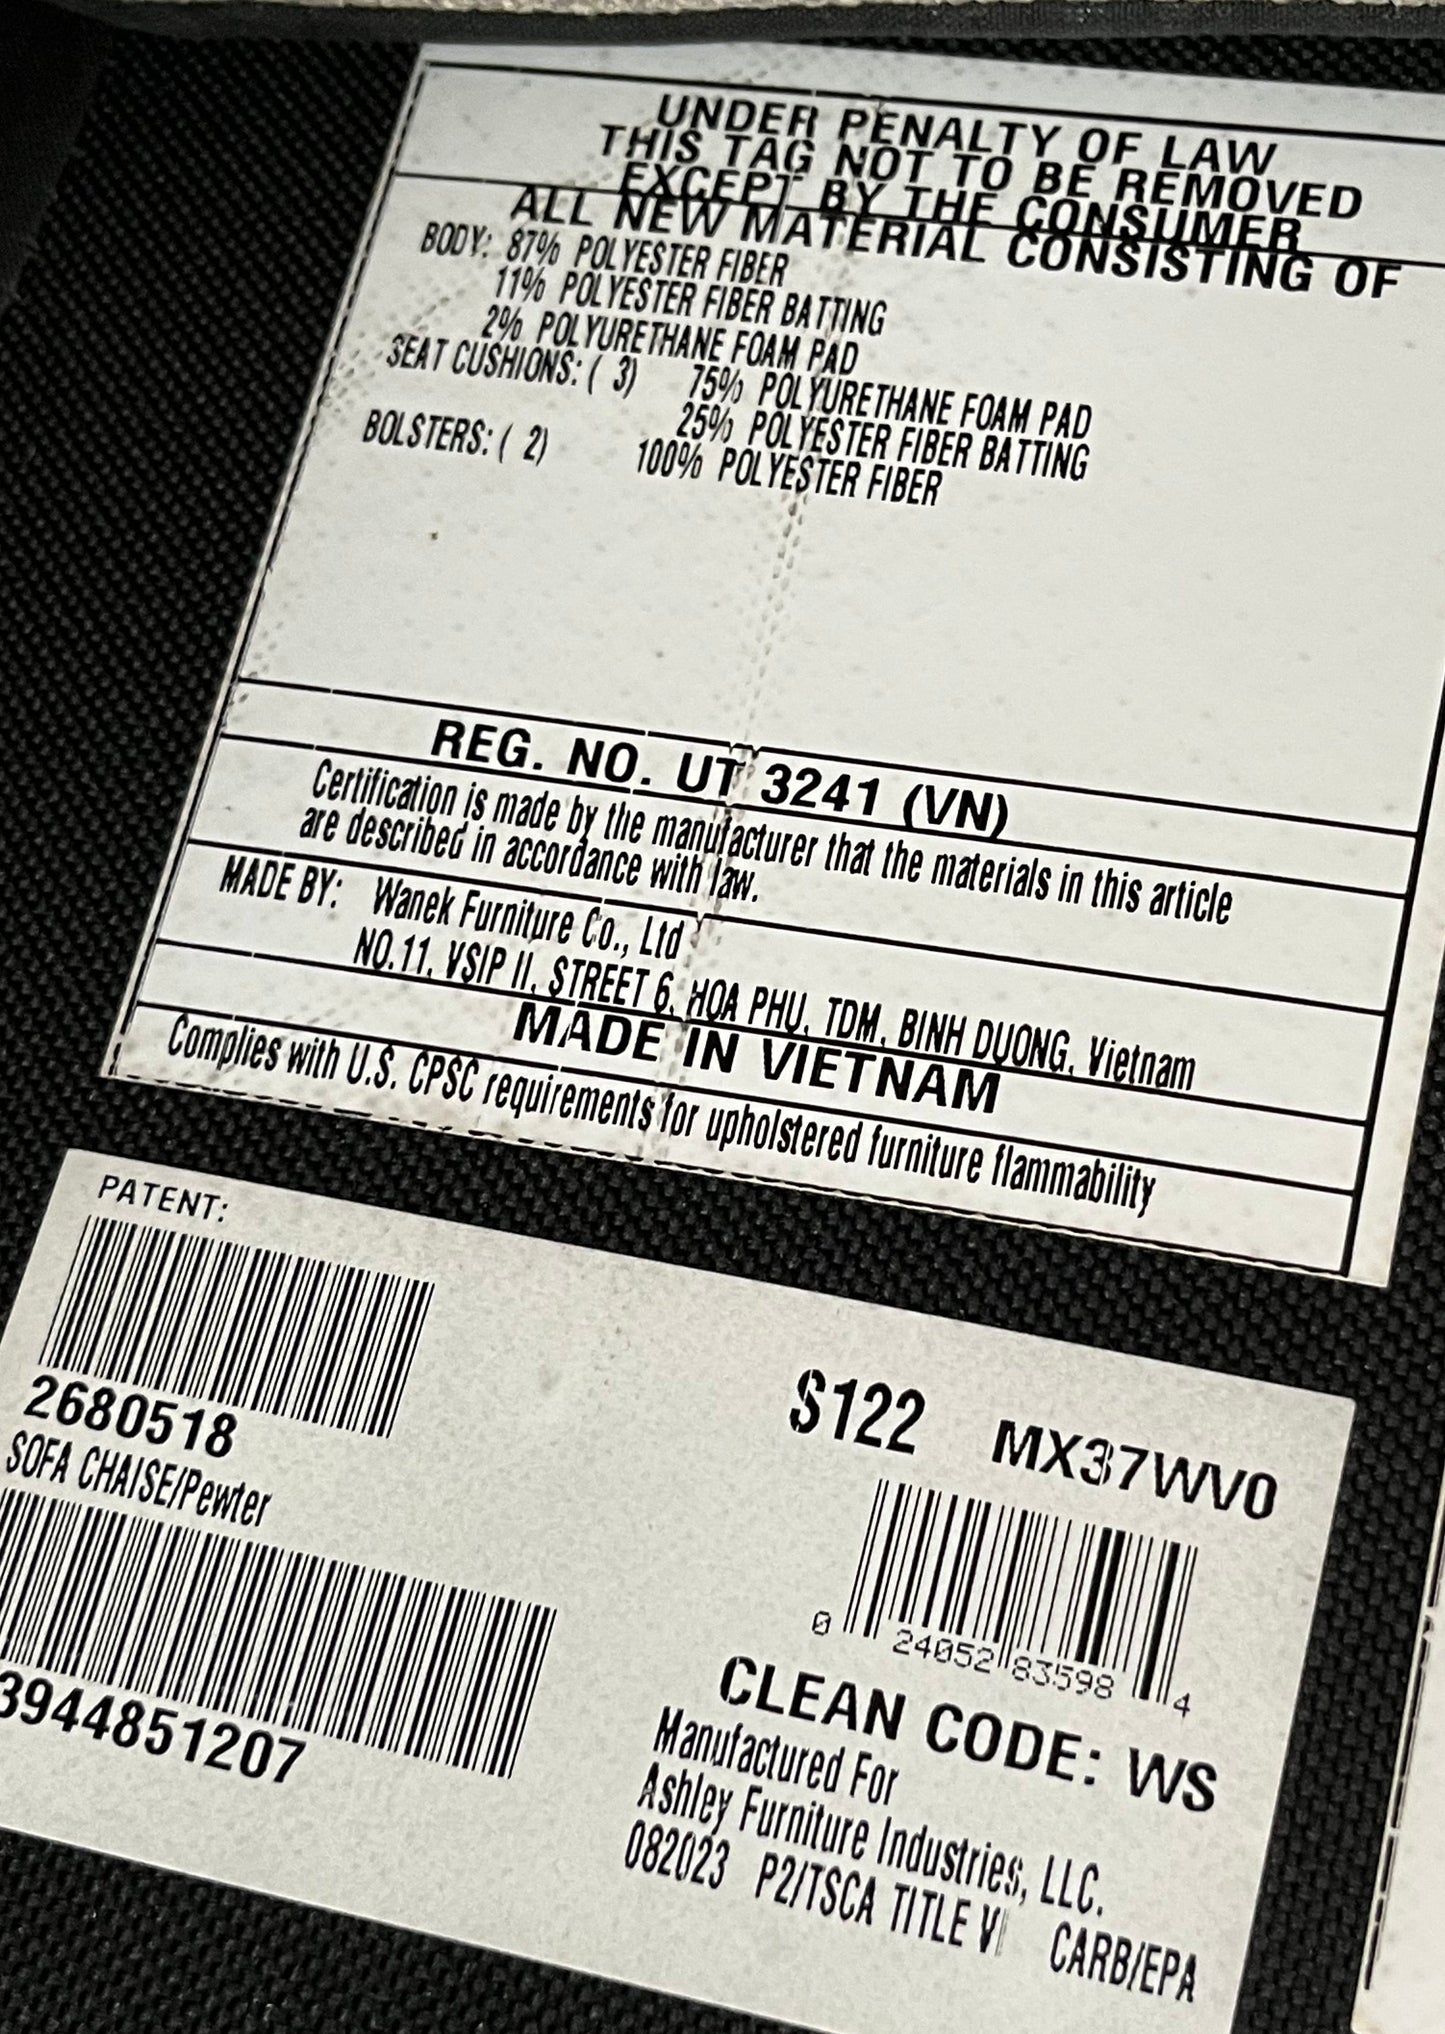 UNDER PENALTY OF LAW
THIS TAG NOT TO BE REMOVED
EXCEPT BY THE CONSUMER
ALL NEW MATERIAL CONSISTING OF
BODY: 87% POLYESTER FIBER
11% POLYESTER FIBER BATTING
2% POLYURETHANE FOAM PAD
SEAT CUSHIONS: ( 3) 75% POLYURETHANE FOAM PAD
25% POLYESTER FIBER BATTING
BOLSTERS: ( 2) 100% POLYESTER FIBER
REG. NO. UT 3241 (VN)
Certification is made by the manufacturer that the materials in this article
are described in accordance with law.
MADE BY: Wanek Furniture Co., Ltd
NO.11, VSIP II, STREET 6, HOA PHU, TDM, BINH DUONG, Vietnam
MADE IN VIETNAM
Complies with U.S. CPSC requirements for upholstered furniture flammability
PATENT:
2680518
SOFA CHAISE/Pewter
3944851207
S122 MX37WV0
0 24052 83598 4
CLEAN CODE: WS
Manufactured For
Ashley Furniture Industries, LLC.
082023 P2/TSCA TITLE VI CARB/EPA